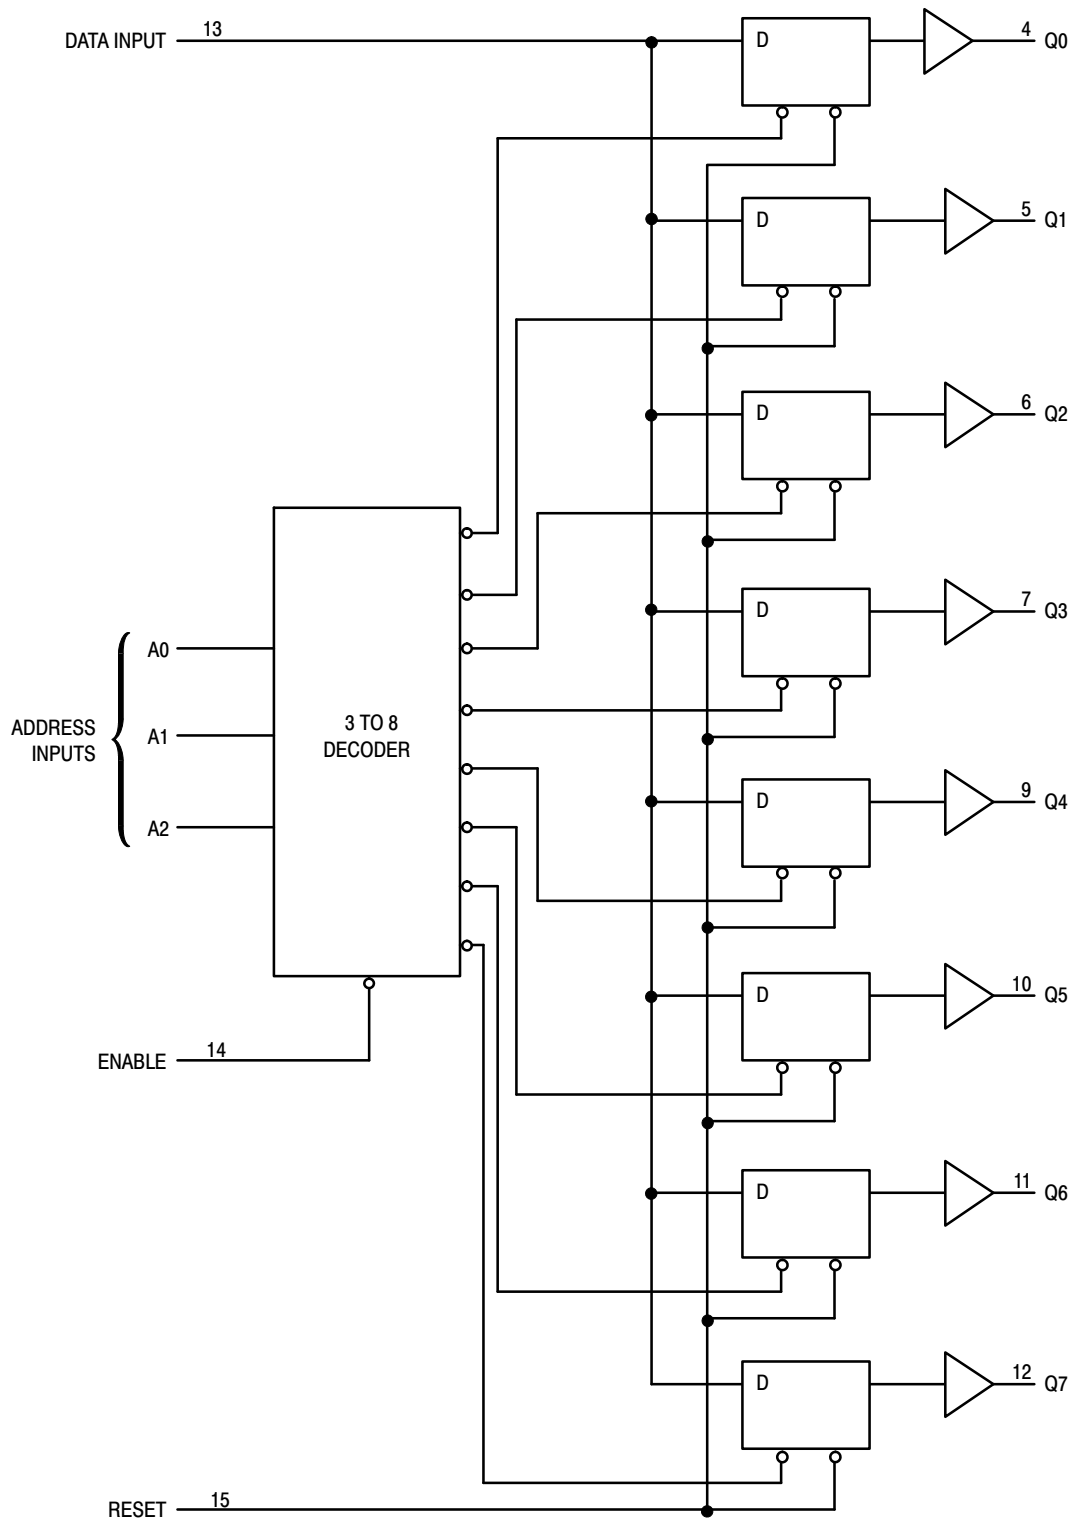 DATA INPUT 13
D 4 Q0
D 5 Q1
D 6 Q2
D 7 Q3
A0
ADDRESS
INPUTS
A1
A2
3 TO 8
DECODER
D 9 Q4
D 10 Q5
ENABLE 14
D 11 Q6
D 12 Q7
RESET 15